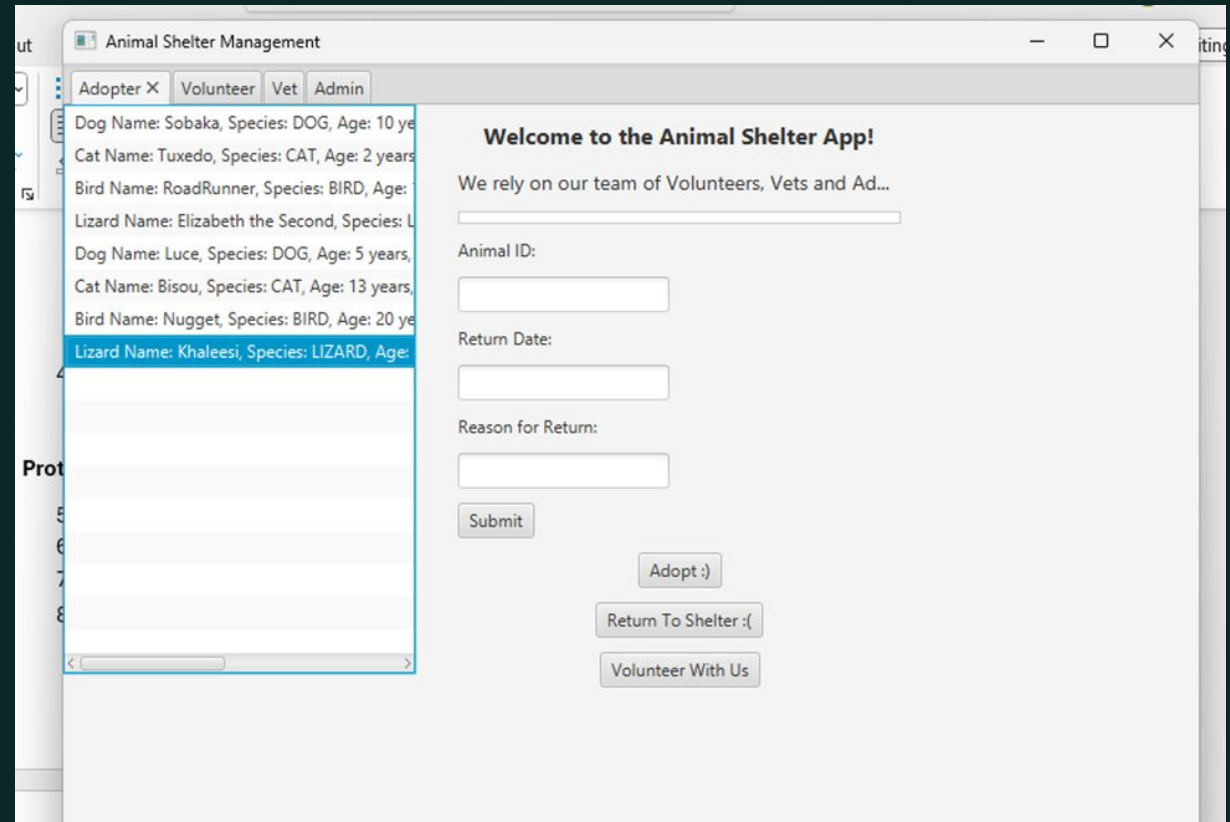 ut
Animal Shelter Management
Adopter Volunteer Vet Admin
Dog Name: Sobaka, Species: DOG, Age: 10 ye
Cat Name: Tuxedo, Species: CAT, Age: 2 years
Bird Name: RoadRunner, Species: BIRD, Age:
Lizard Name: Elizabeth the Second, Species: L
Dog Name: Luce, Species: DOG, Age: 5 years,
Cat Name: Bisou, Species: CAT, Age: 13 years,
Bird Name: Nugget, Species: BIRD, Age: 20 ye
Lizard Name: Khaleesi, Species: LIZARD, Age:
Welcome to the Animal Shelter App!
We rely on our team of Volunteers, Vets and Ad...
Animal ID:
Return Date:
Reason for Return:
Submit
Adopt :)
Return To Shelter :(
Volunteer With Us
Prot